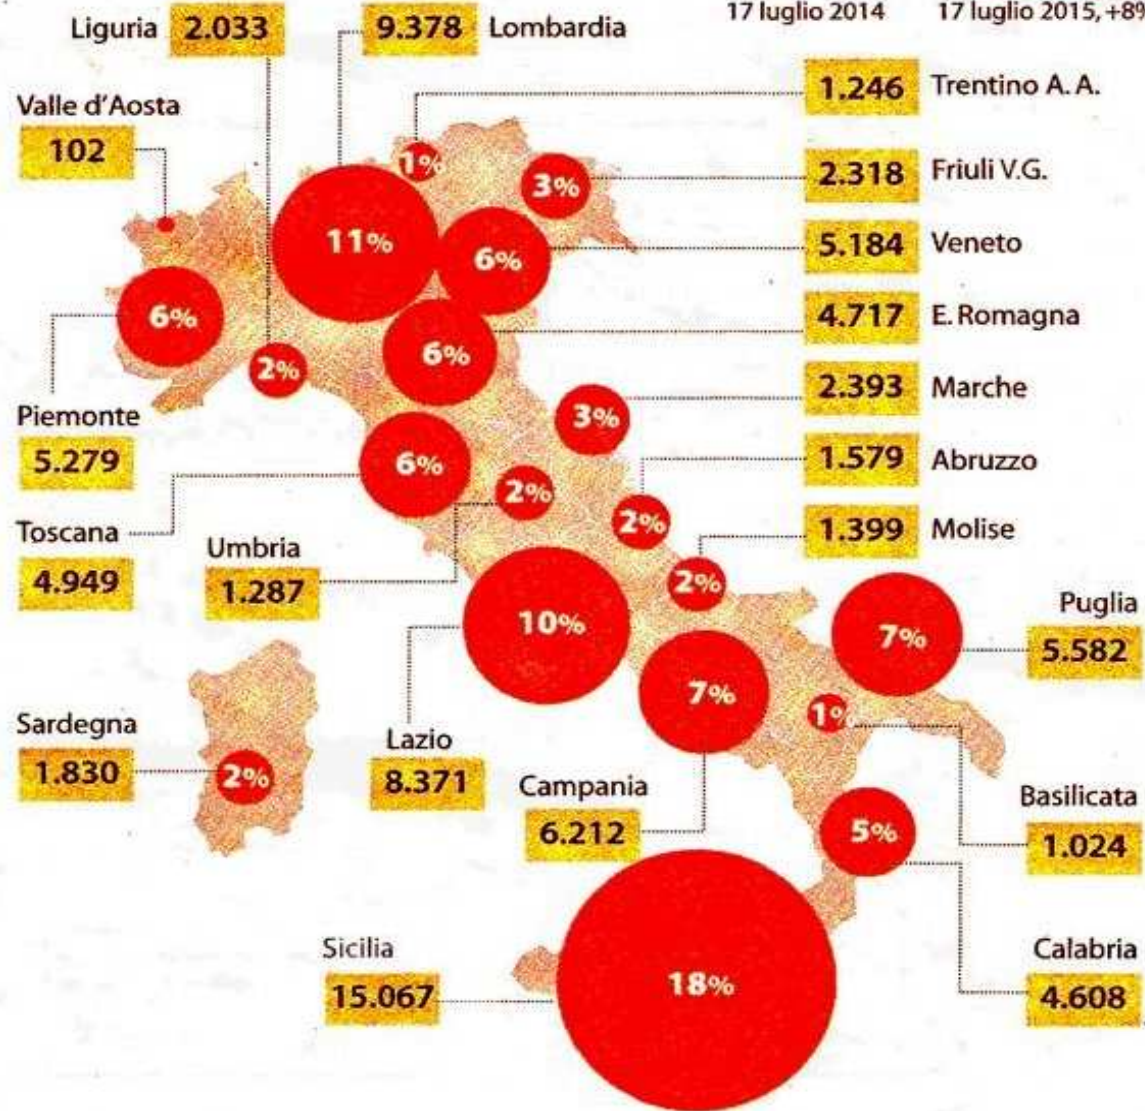 17 luglio 2014
17 luglio 2015, +8%
Liguria 2.033
9.378 Lombardia
Valle d'Aosta
102
1.246 Trentino A. A.
2.318 Friuli V.G.
5.184 Veneto
4.717 E. Romagna
2.393 Marche
1.579 Abruzzo
1.399 Molise
1%
3%
11%
6%
6%
6%
2%
3%
6%
2%
2%
2%
10%
7%
7%
1%
2%
5%
18%
Piemonte
5.279
Toscana
4.949
Umbria
1.287
Puglia
5.582
Sardegna
1.830
Lazio
8.371
Campania
6.212
Basilicata
1.024
Sicilia
15.067
Calabria
4.608